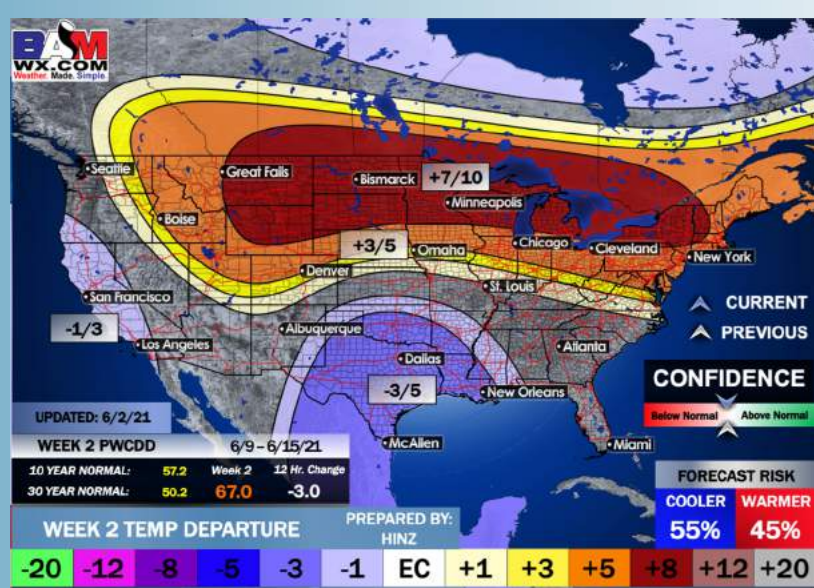 BAM
WX.COM
Weather. Made. Simple.
Seattle
Great Falls
Bismarck
+7/10
Minneapolis
Boise
+3/5
Omaha
Chicago
Cleveland
New York
Denver
St. Louis
San Francisco
CURRENT
-1/3
Albuquerque
PREVIOUS
Los Angeles
Atlanta
Dallas
CONFIDENCE
-3/5
New Orleans
Below Normal
Above Normal
UPDATED: 6/2/21
McAllen
Miami
WEEK 2 PWCDD 6/9 – 6/15/21
10 YEAR NORMAL: 57.2 Week 2 12 Hr. Change
30 YEAR NORMAL: 50.2 67.0 -3.0
FORECAST RISK
COOLER WARMER
55% 45%
WEEK 2 TEMP DEPARTURE
PREPARED BY:
HINZ
-20 -12 -8 -5 -3 -1 EC +1 +3 +5 +8 +12 +20